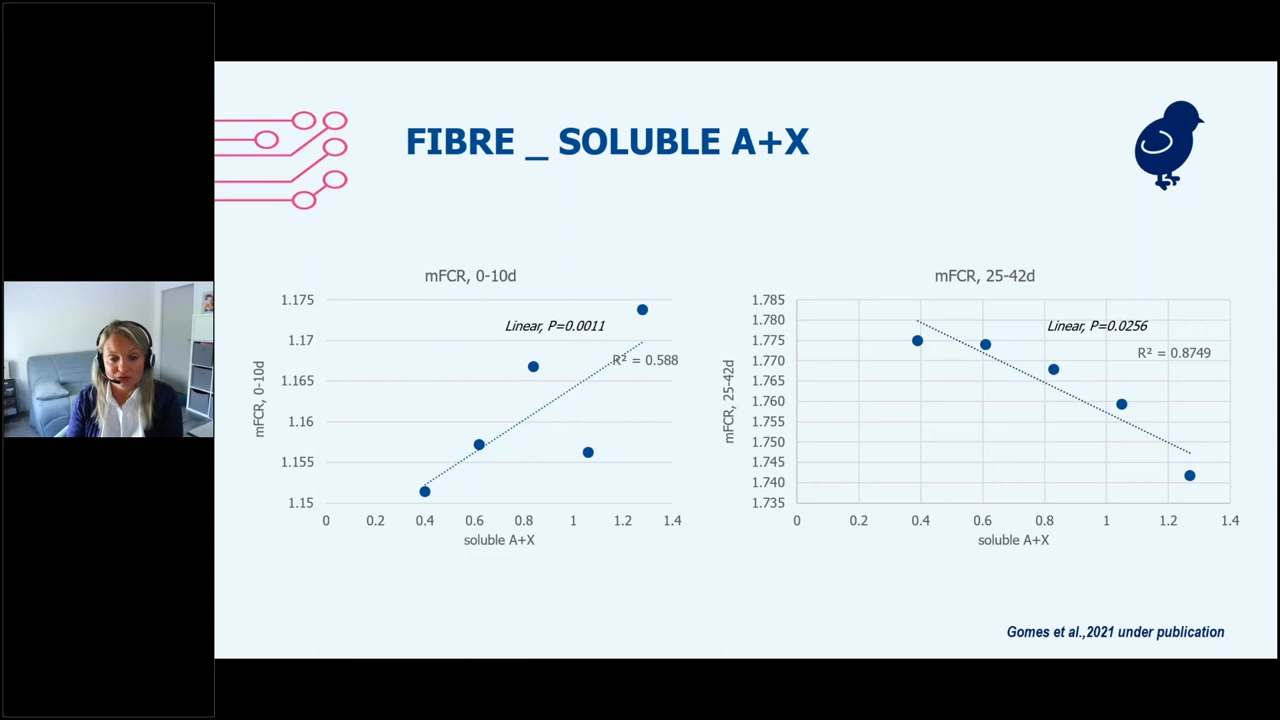 FIBRE _ SOLUBLE A+X
mFCR, 0-10d
1.175
1.17
1.165
1.16
1.155
1.15
mFCR, 0-10d
Linear, P=0.0011
R² = 0.588
0 0.2 0.4 0.6 0.8 1 1.2 1.4
soluble A+X
mFCR, 25-42d
1.785
1.780
1.775
1.770
1.765
1.760
1.755
1.750
1.745
1.740
1.735
mFCR, 25-42d
Linear, P=0.0256
R² = 0.8749
0 0.2 0.4 0.6 0.8 1 1.2 1.4
soluble A+X
Gomes et al.,2021 under publication